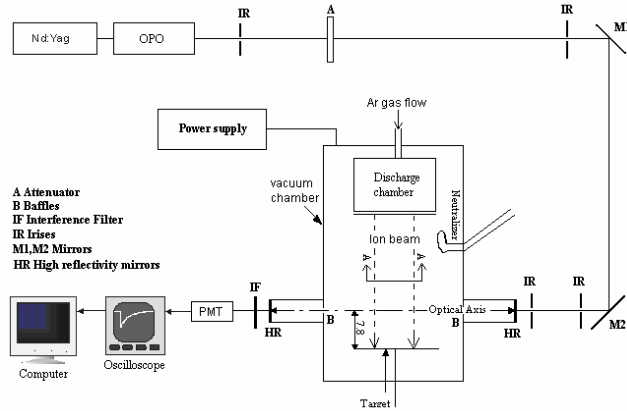 IR
A
IR
M1
Nd:Yag
OPO
Ar gas flow
Power supply
Discharge
chamber
Neutralizer
vacuum
chamber
A Attenuator
B Baffles
IF Interference Filter
IR Irises
M1,M2 Mirrors
HR High reflectivity mirrors
Ion beam
A
A
IF
IR
IR
Optical Axis
PMT
HR
B
7.8
B
HR
M2
Oscilloscope
Computer
Target